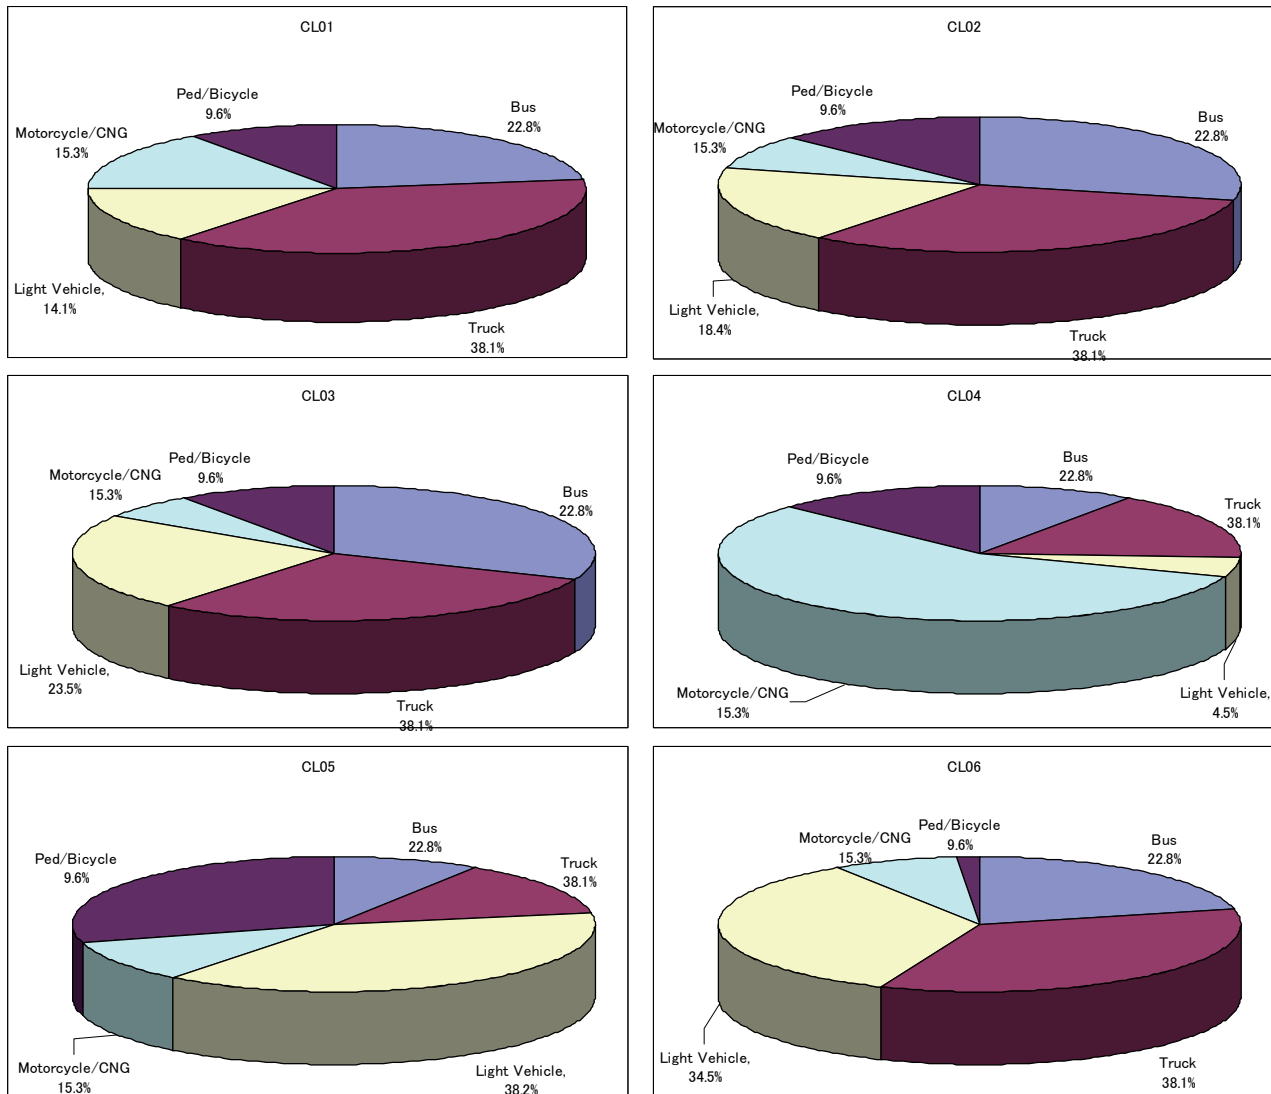 CL01
Ped/Bicycle
9.6%
Bus
22.8%
Motorcycle/CNG
15.3%
Light Vehicle,
14.1%
Truck
38.1%
CL02
Ped/Bicycle
9.6%
Bus
22.8%
Motorcycle/CNG
15.3%
Light Vehicle,
18.4%
Truck
38.1%
CL03
Ped/Bicycle
9.6%
Motorcycle/CNG
15.3%
Bus
22.8%
Light Vehicle,
23.5%
Truck
38.1%
CL04
Ped/Bicycle
9.6%
Bus
22.8%
Truck
38.1%
Motorcycle/CNG
15.3%
Light Vehicle,
4.5%
CL05
Bus
22.8%
Ped/Bicycle
9.6%
Truck
38.1%
Motorcycle/CNG
15.3%
Light Vehicle,
38.2%
CL06
Ped/Bicycle
9.6%
Motorcycle/CNG
15.3%
Bus
22.8%
Light Vehicle,
34.5%
Truck
38.1%